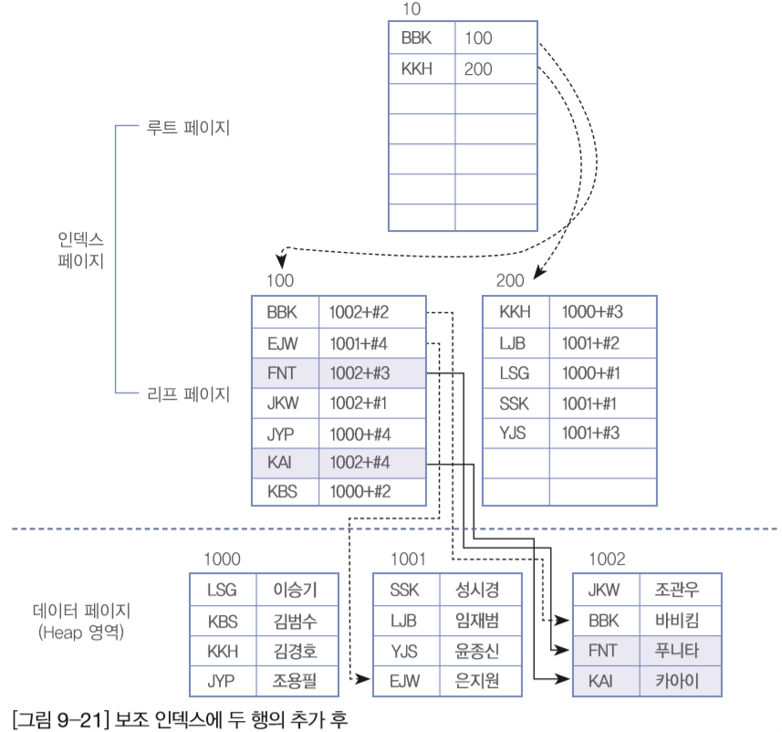 10
BBK 100
KKH 200
루트 페이지
인덱스
페이지
리프 페이지
100
BBK 1002+#2
EJW 1001+#4
FNT 1002+#3
JKW 1002+#1
JYP 1000+#4
KAI 1002+#4
KBS 1000+#2
200
KKH 1000+#3
LJB 1001+#2
LSG 1000+#1
SSK 1001+#1
YJS 1001+#3
데이터 페이지
(Heap 영역)
1000
LSG 이승기
KBS 김범수
KKH 김경호
JYP 조용필
1001
SSK 성시경
LJB 임재범
YJS 윤종신
EJW 은지원
1002
JKW 조관우
BBK 바비킴
FNT 푸니타
KAI 카아이
[그림 9-21] 보조 인덱스에 두 행의 추가 후